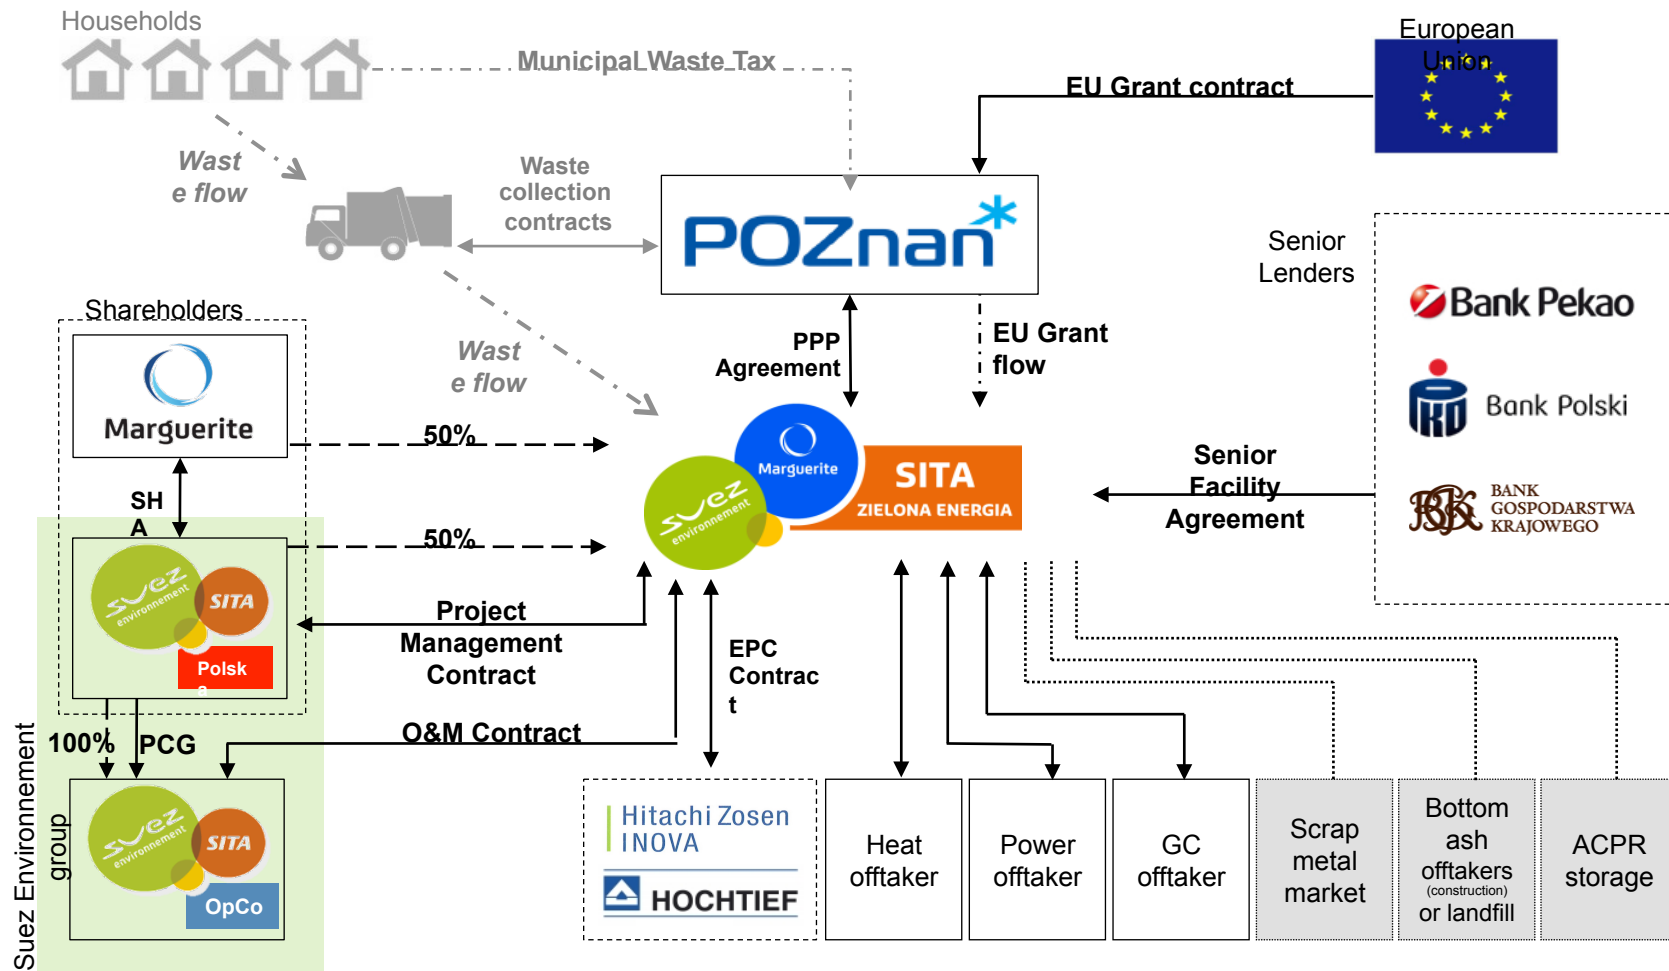 Households
European
Union
Municipal Waste Tax
EU Grant contract
Wast
e flow
Waste
collection
contracts
POZnan*
Senior
Lenders
Bank Pekao
Shareholders
Marguerite
Wast
e flow
PPP
Agreement
EU Grant
flow
PKO
Bank Polski
50%
Marguerite
SITA
ZIELONA ENERGIA
suez
environnement
Senior
Facility
Agreement
BGK
BANK
GOSPODARSTWA
KRAJOWEGO
SH
A
50%
suez
environnement
SITA
Polsk
a
Project
Management
Contract
EPC
Contrac
t
Suez Environnement
group
100%
PCG
O&M Contract
suez
environnement
SITA
OpCo
Hitachi Zosen
INOVA
HOCHTIEF
Heat
offtaker
Power
offtaker
GC
offtaker
Scrap
metal
market
Bottom
ash
offtakers
(construction)
or landfill
ACPR
storage